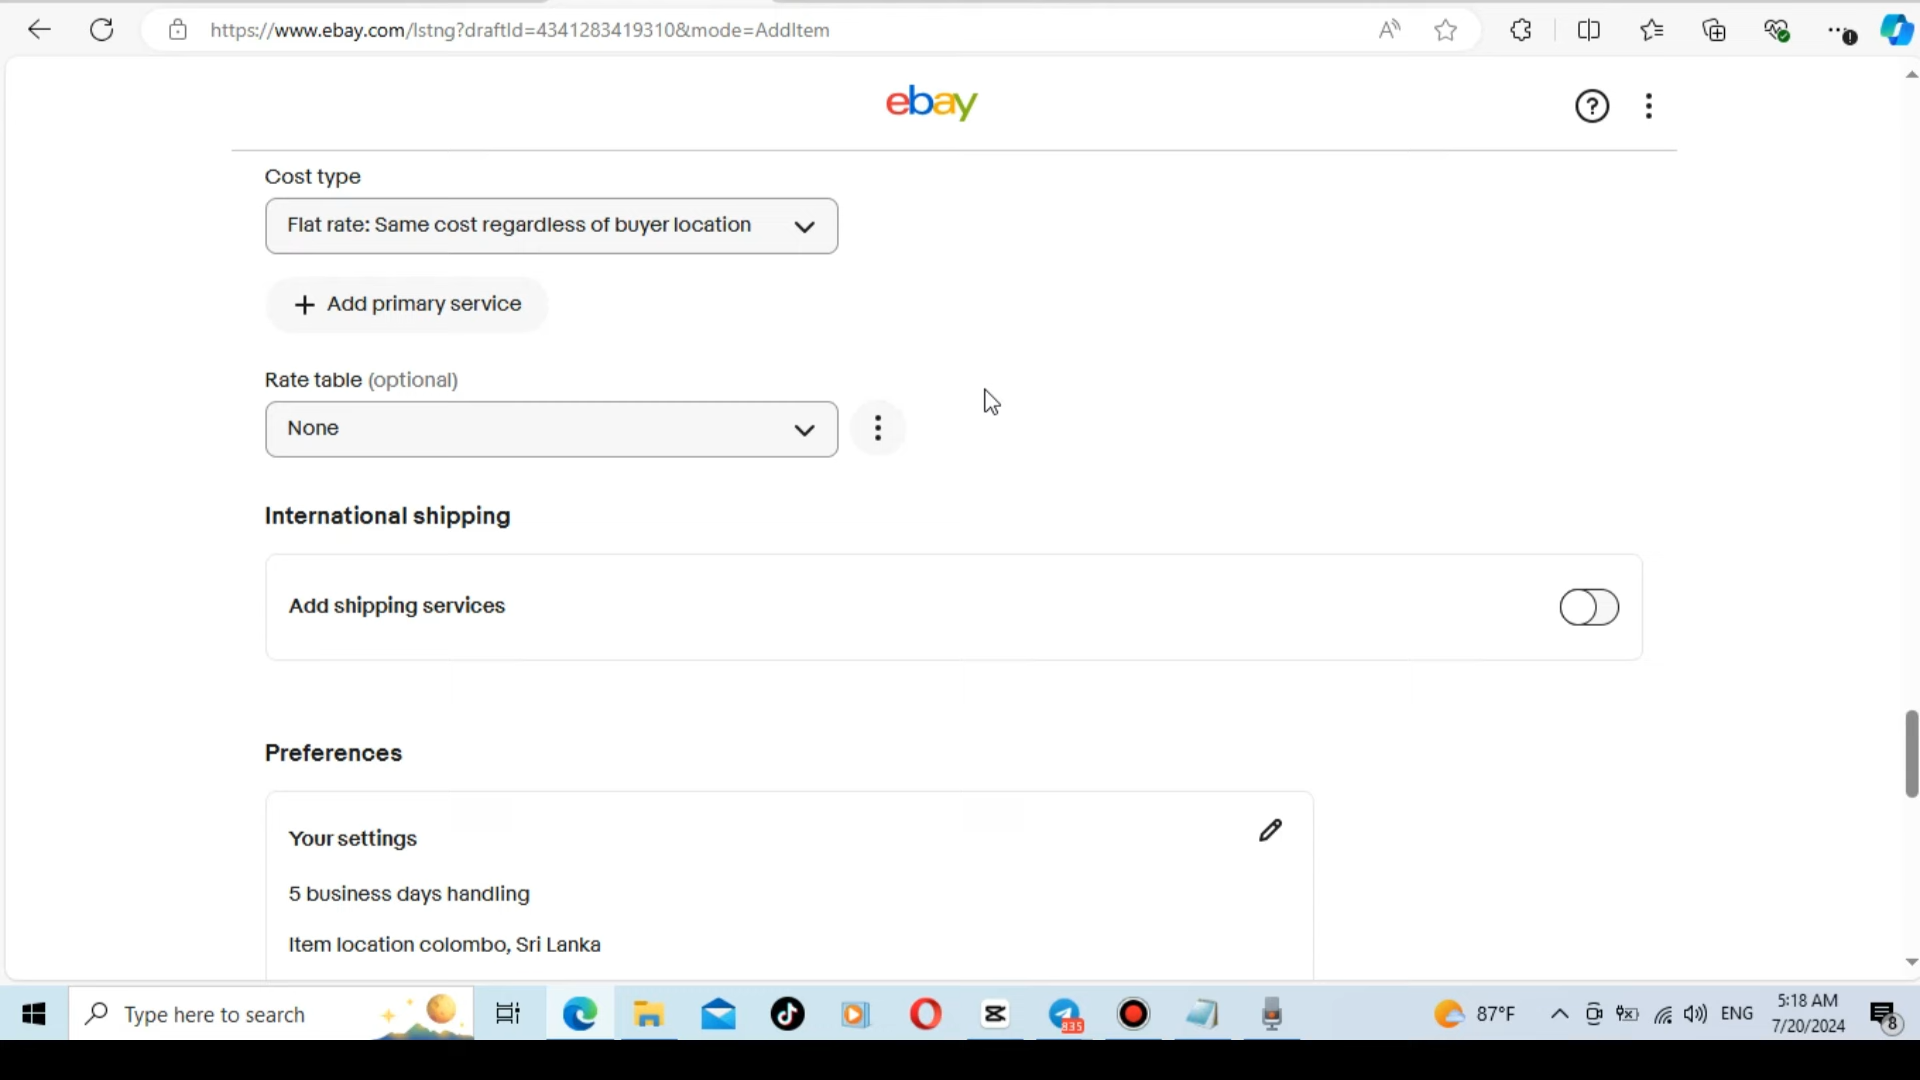 https://www.ebay.com/lstng?draftId=4341283419310&mode=AddItem
ebay
Cost type
Flat rate: Same cost regardless of buyer location
+ Add primary service
Rate table (optional)
None
International shipping
Add shipping services
Preferences
Your settings
5 business days handling
Item location colombo, Sri Lanka
Type here to search
835
87°F
ENG
5:18 AM
7/20/2024
8